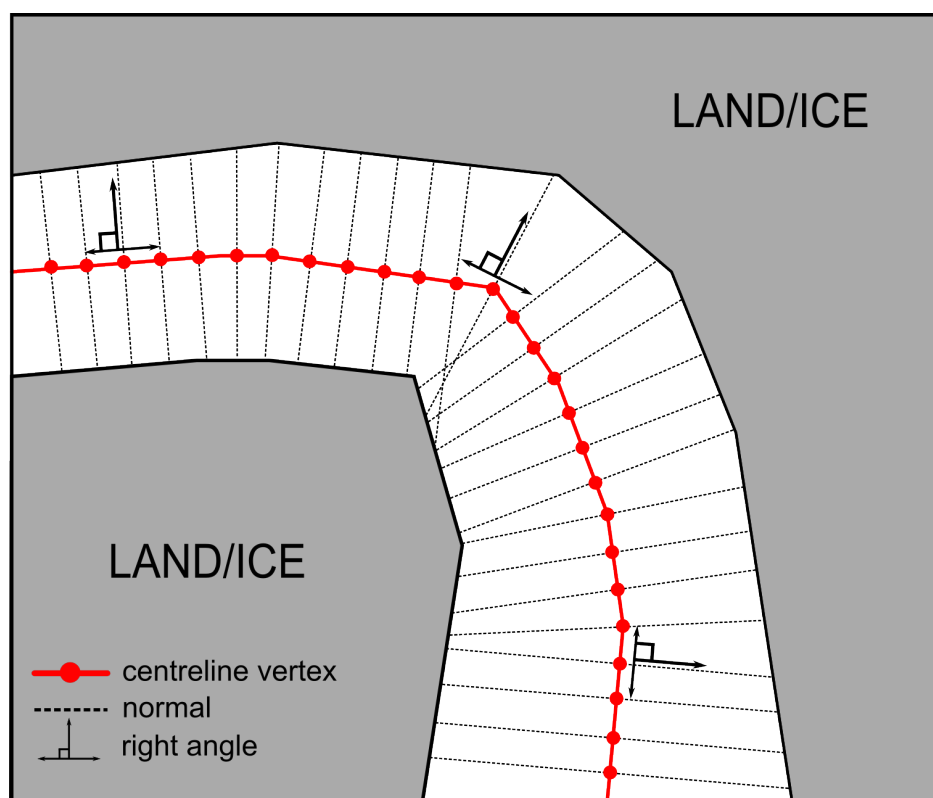 LAND/ICE
LAND/ICE
centreline vertex
normal
right angle